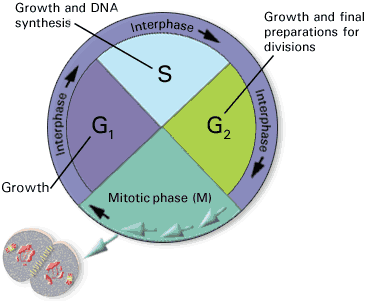 Growth and DNA
synthesis
Growth and final
preparations for
divisions
Interphase
Interphase
Interphase
S
G₁
G₂
Growth
Mitotic phase (M)